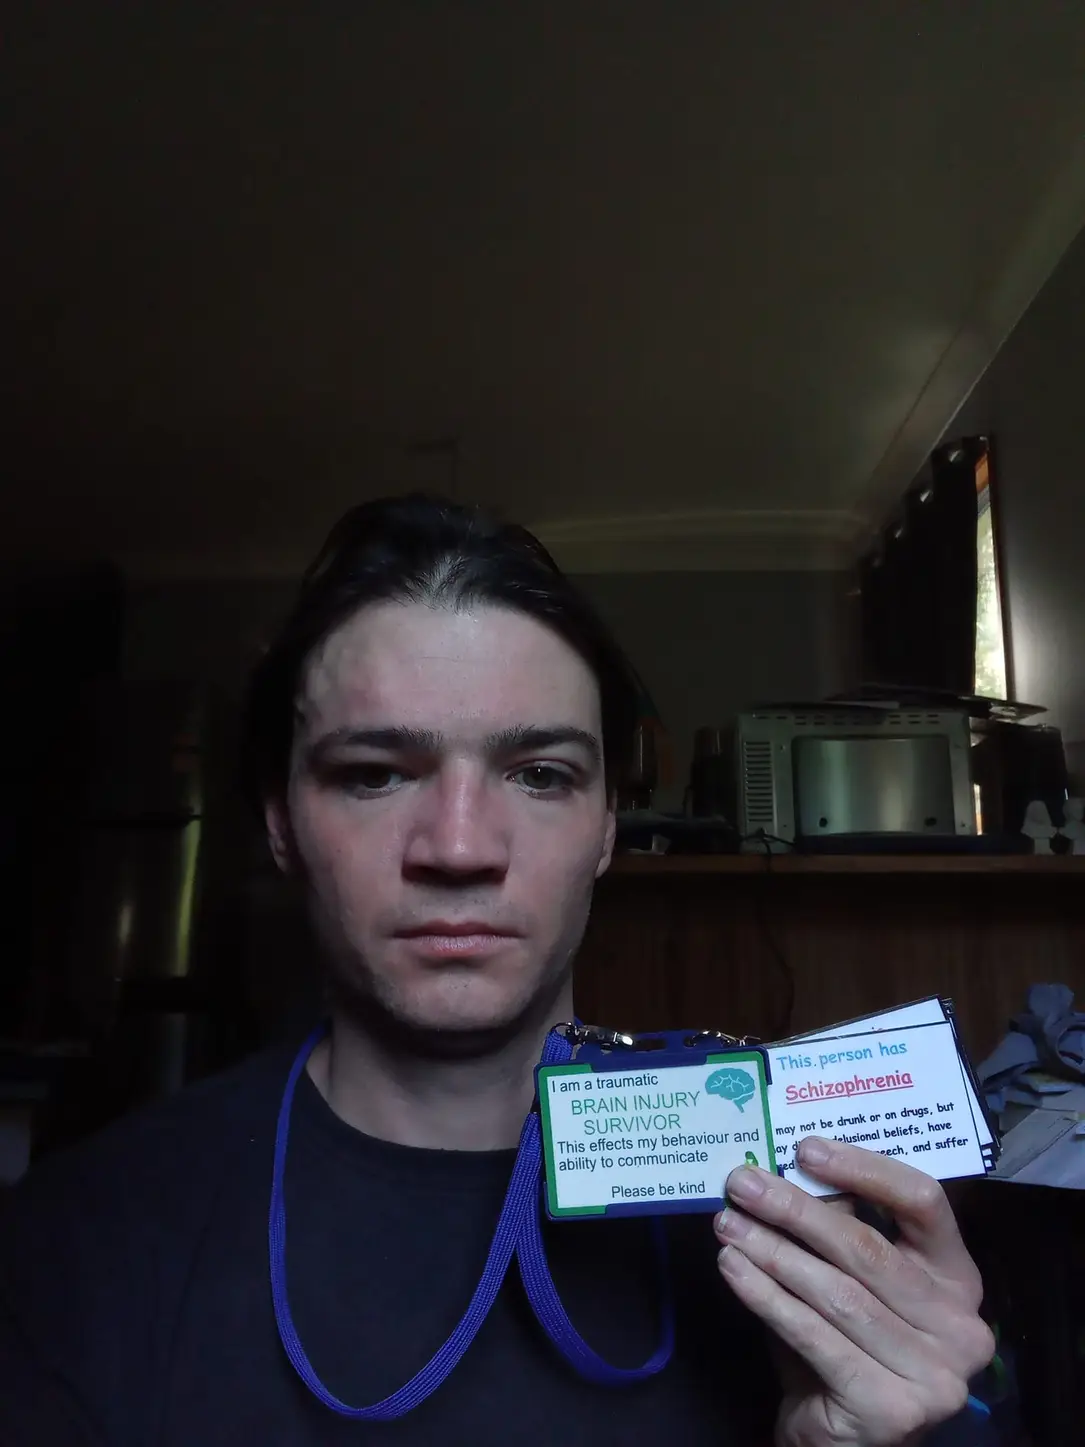 I am a traumatic
BRAIN INJURY
SURVIVOR
This effects my behaviour and
ability to communicate
Please be kind
This person has
Schizophrenia
may not be drunk or on drugs, but
delusional beliefs, have
and suffer